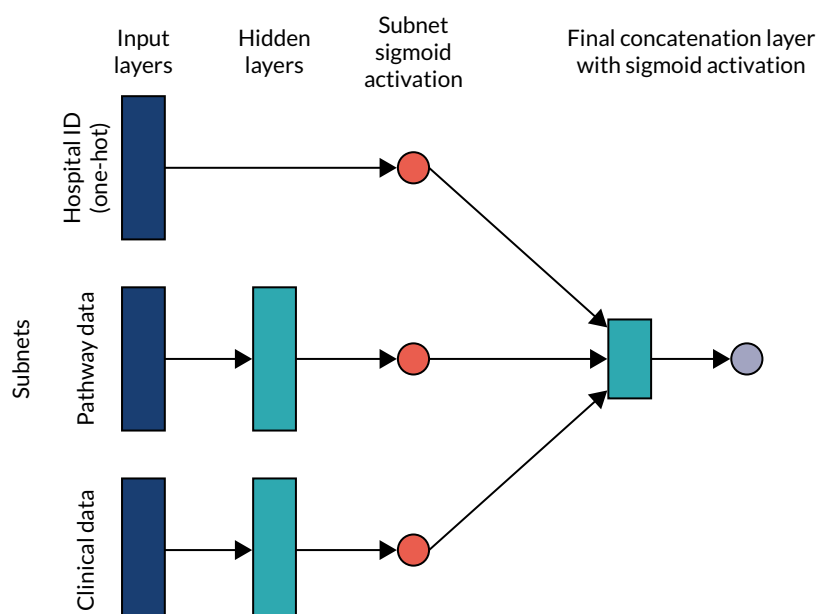 Input
layers
Hidden
layers
Subnet
sigmoid
activation
Final concatenation layer
with sigmoid activation
Hospital ID
(one-hot)
Subnets
Pathway data
Clinical data